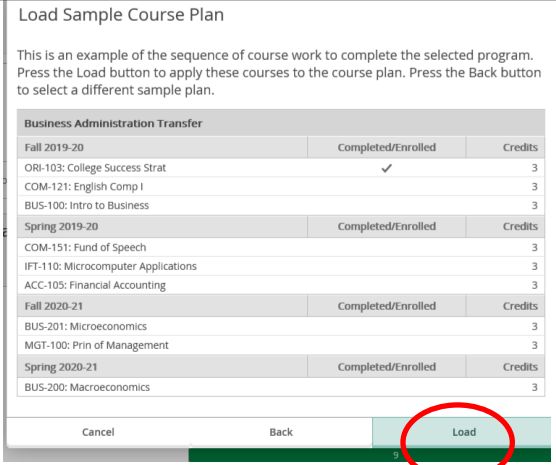 Load Sample Course Plan
This is an example of the sequence of course work to complete the selected program.
Press the Load button to apply these courses to the course plan. Press the Back button
to select a different sample plan.
Business Administration Transfer
Fall 2019-20 Completed/Enrolled Credits
ORI-103: College Success Strat ✓ 3
COM-121: English Comp I 3
BUS-100: Intro to Business 3
Spring 2019-20 Completed/Enrolled Credits
COM-151: Fund of Speech 3
IFT-110: Microcomputer Applications 3
ACC-105: Financial Accounting 3
Fall 2020-21 Completed/Enrolled Credits
BUS-201: Microeconomics 3
MGT-100: Prin of Management 3
Spring 2020-21 Completed/Enrolled Credits
BUS-200: Macroeconomics 3
Cancel Back Load
9